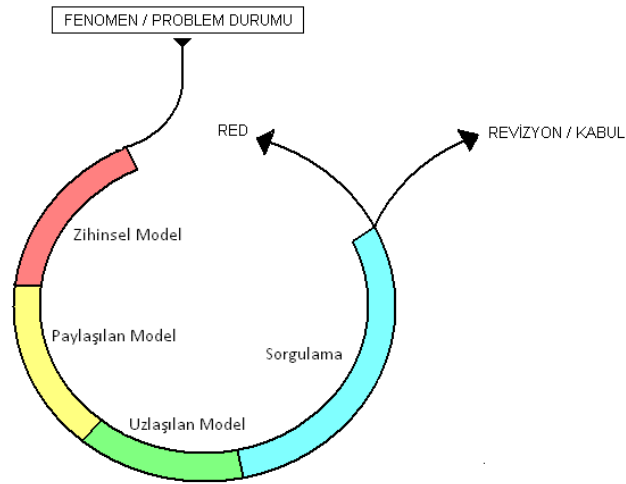 FENOMEN / PROBLEM DURUMU
RED
REVİZYON / KABUL
Zihinsel Model
Paylaşılan Model
Sorgulama
Uzlaşılan Model